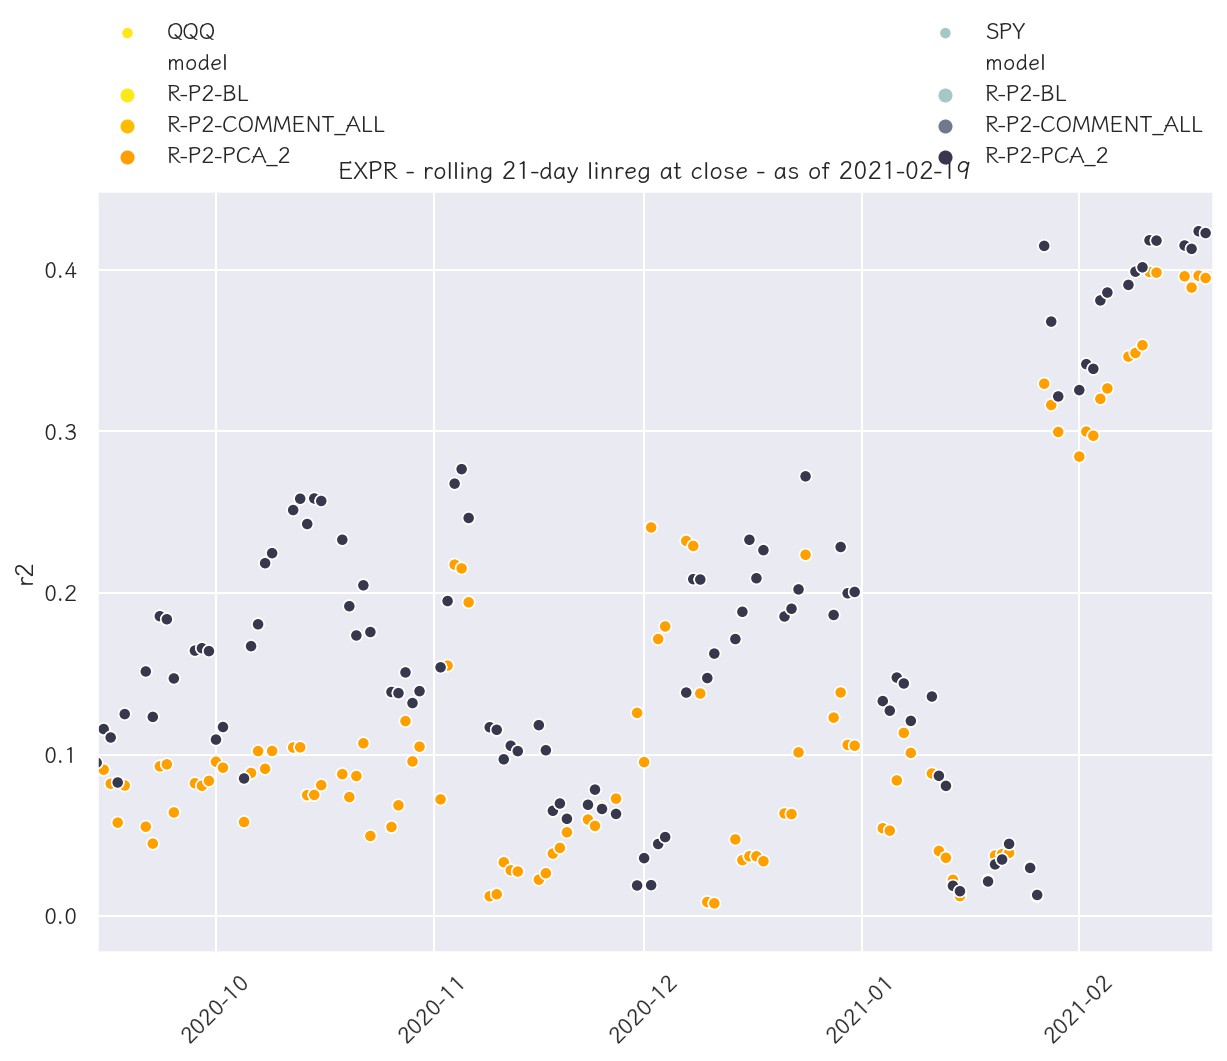 QQQ
model
R-P2-BL
R-P2-COMMENT_ALL
R-P2-PCA_2
SPY
model
R-P2-BL
R-P2-COMMENT_ALL
R-P2-PCA_2
EXPR - rolling 21-day linreg at close - as of 2021-02-19
0.4
0.3
r2
0.2
0.1
0.0
2020-10
2020-11
2020-12
2021-01
2021-02